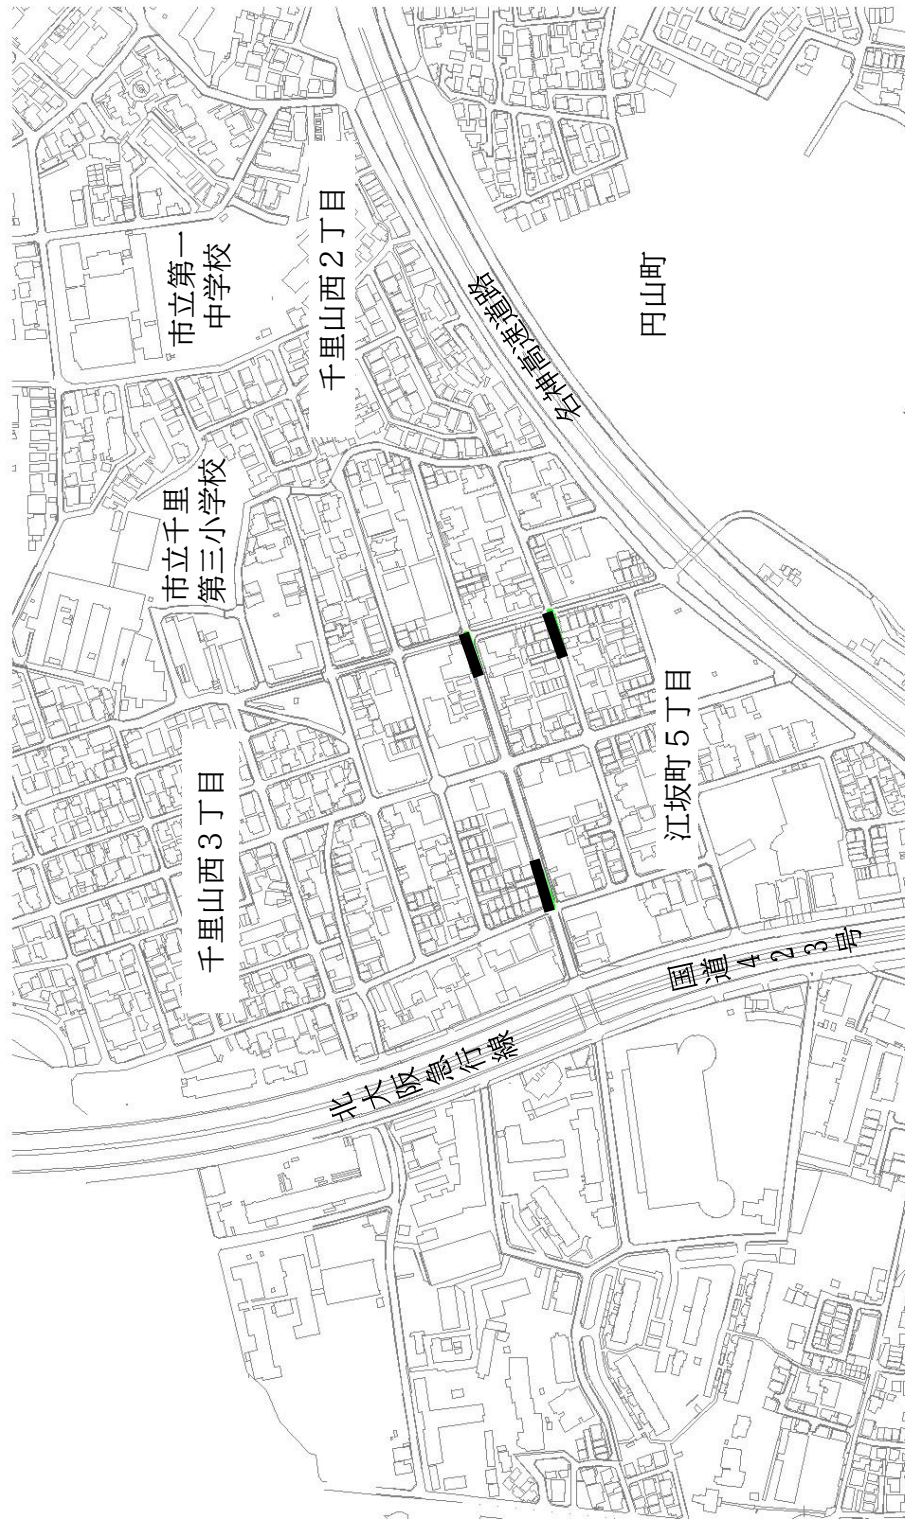 市立第一
中学校
千里山西2丁目
名神高速道路
円山町
市立千里
第三小学校
千里山西3丁目
江坂町5丁目
国道423号
北大阪急行線